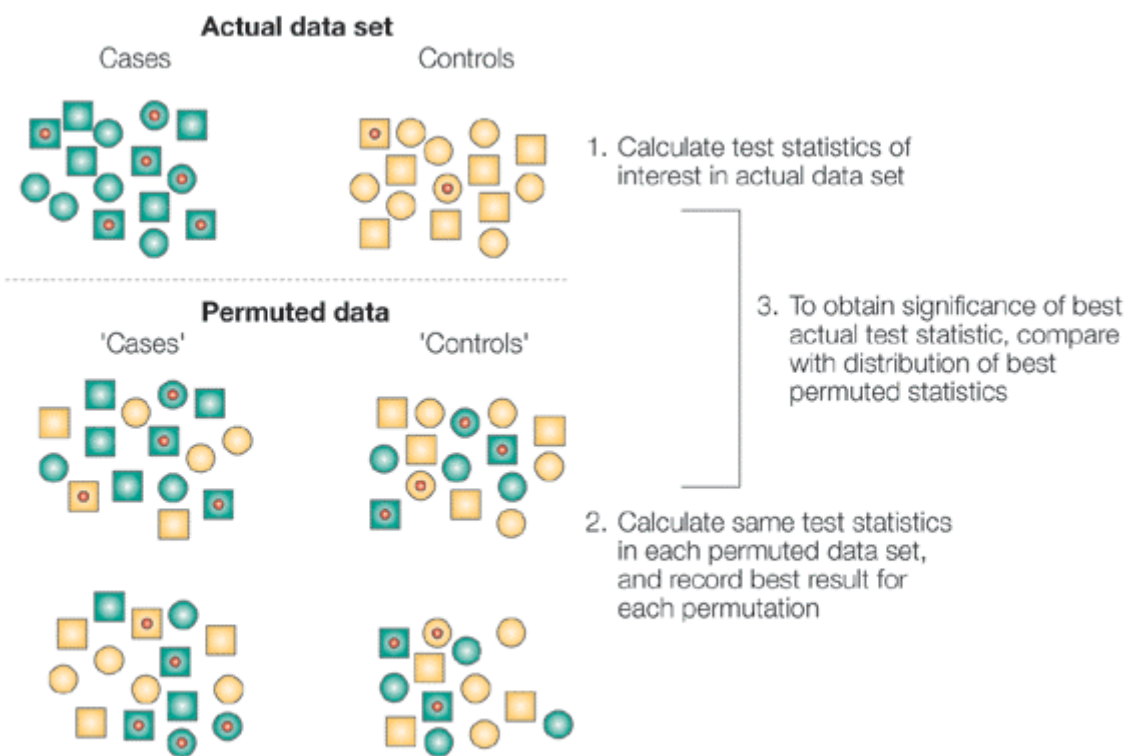 Actual data set
Cases
Controls
1. Calculate test statistics of
interest in actual data set
3. To obtain significance of best
actual test statistic, compare
with distribution of best
permuted statistics
Permuted data
'Cases'
'Controls'
2. Calculate same test statistics
in each permuted data set,
and record best result for
each permutation